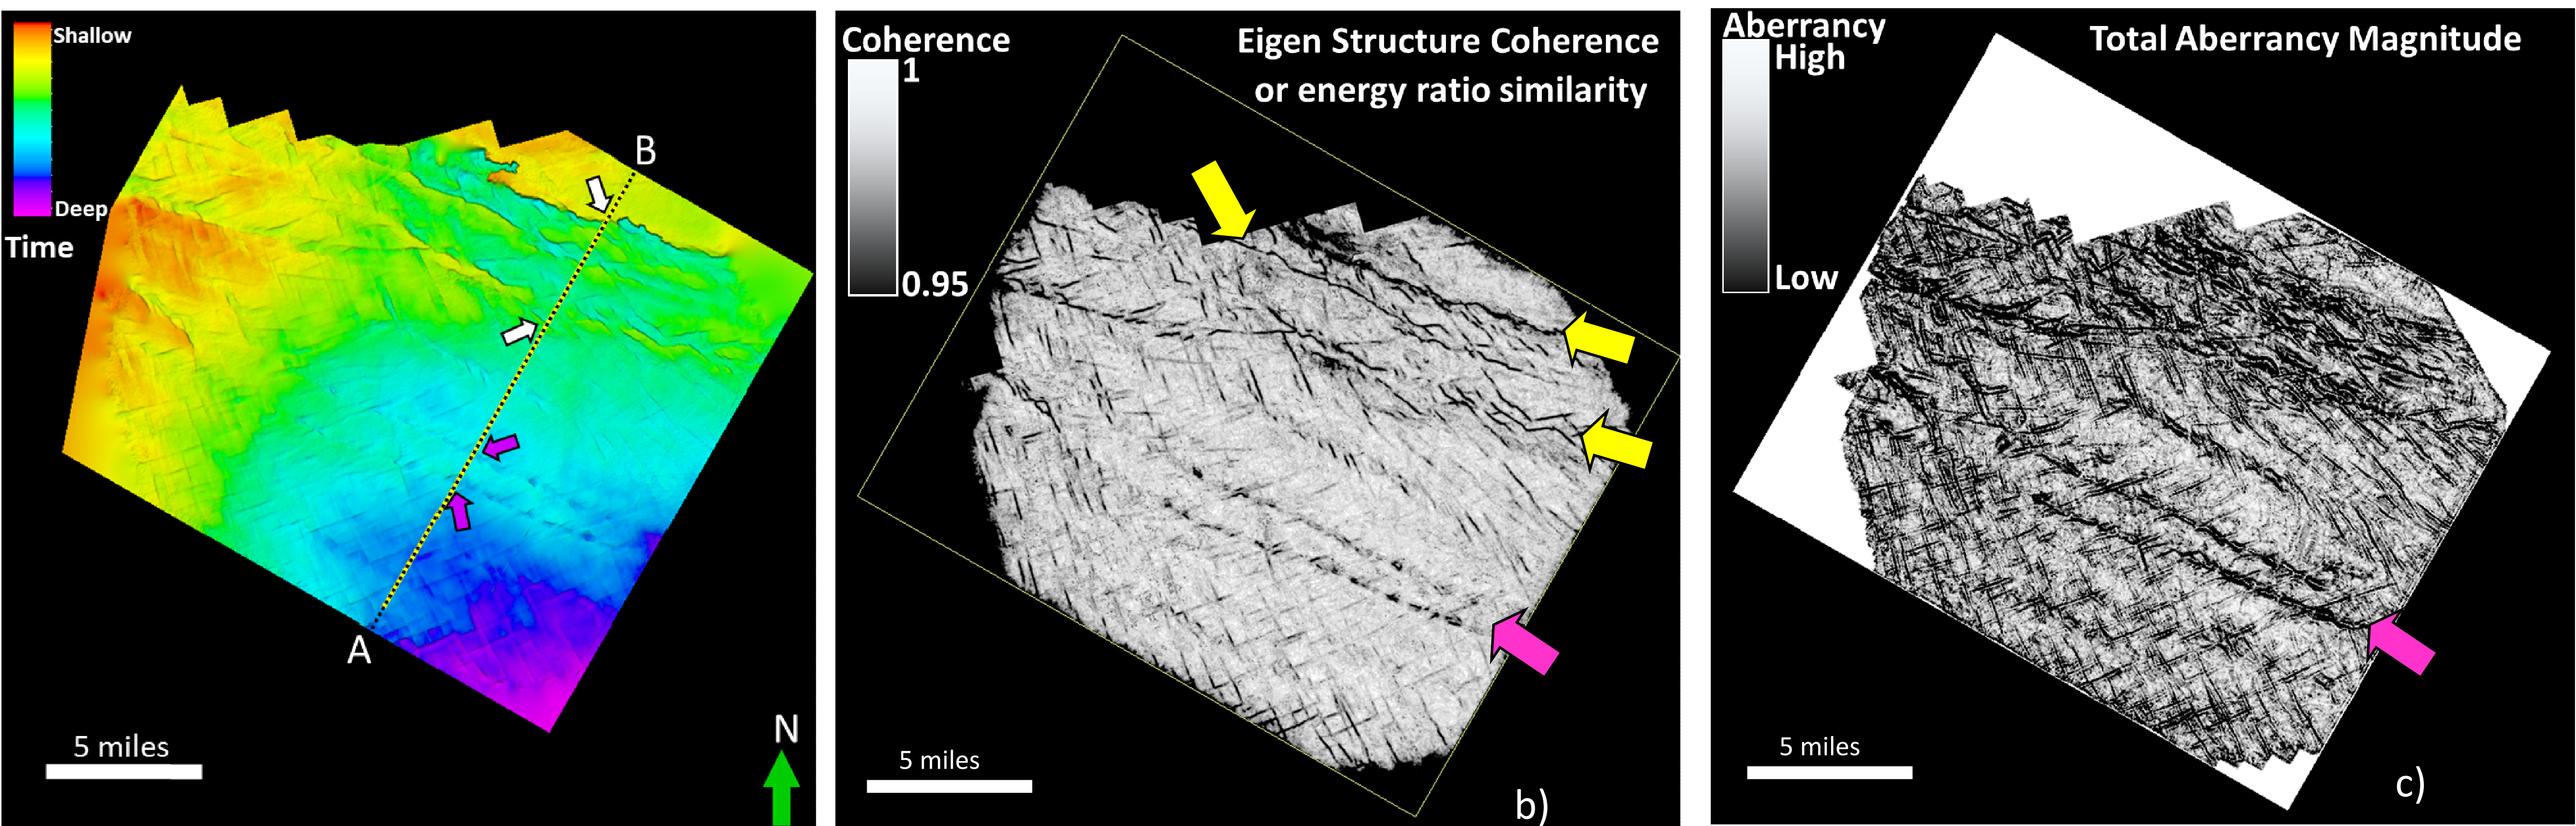 Shallow
Deep
Time
B
A
5 miles
N
Coherence
1
0.95
Eigen Structure Coherence
or energy ratio similarity
5 miles
b)
Aberrancy
High
Low
Total Aberrancy Magnitude
5 miles
c)